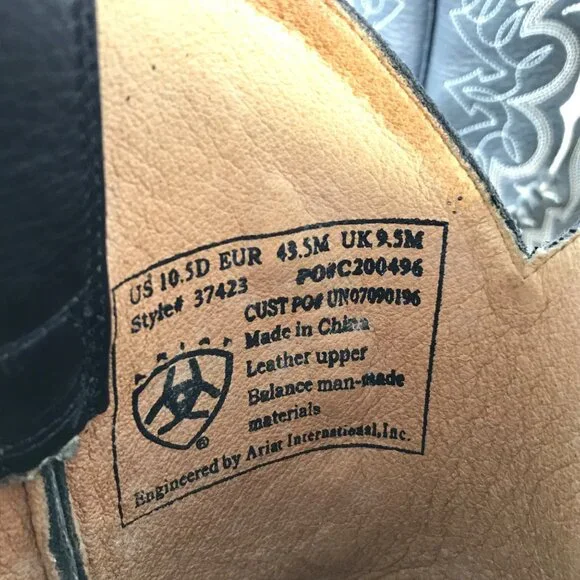 US 10.5D EUR 43.5M UK 9.5M
Style# 37423 PO#C200496
CUST PO# UN07090196
Made in China
Leather upper
Balance man-made
materials
ARIAT
®
Engineered by Ariat International, Inc.